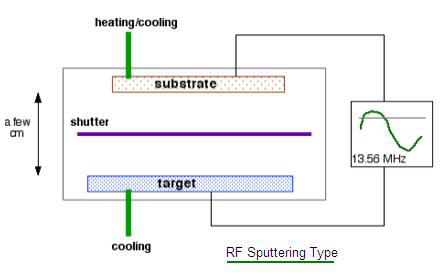 heating/cooling
substrate
a few
cm
shutter
13.56 MHz
target
cooling
RF Sputtering Type